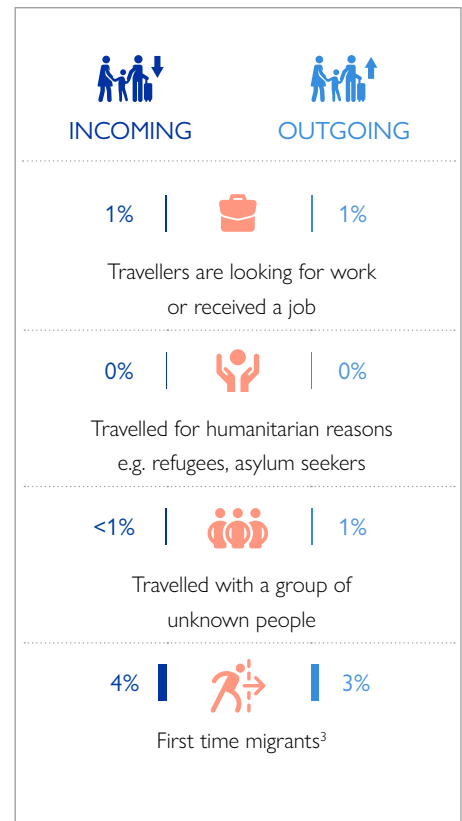 INCOMING OUTGOING
1% 1%
Travellers are looking for work
or received a job
0% 0%
Travelled for humanitarian reasons
e.g. refugees, asylum seekers
<1% 1%
Travelled with a group of
unknown people
4% 3%
First time migrants³